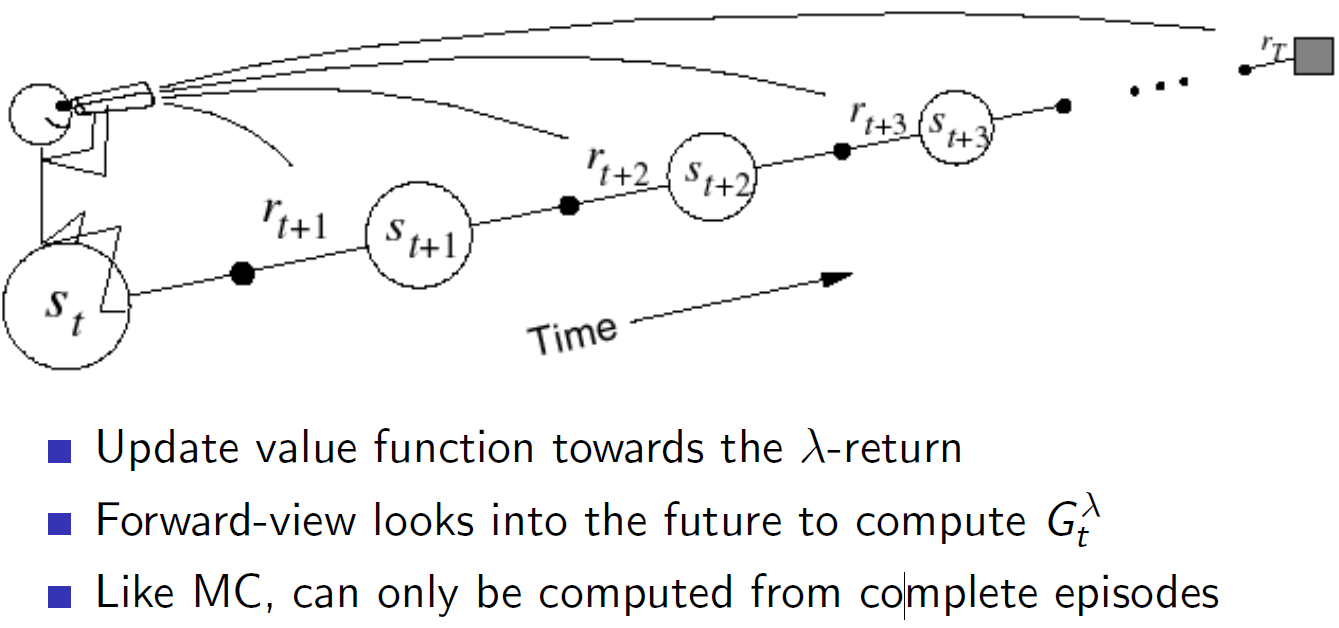 r_T
r_{t+3} s_{t+3}
r_{t+2} s_{t+2}
r_{t+1} s_{t+1}
s_t
Time
Update value function towards the λ-return
Forward-view looks into the future to compute G_t^λ
Like MC, can only be computed from complete episodes